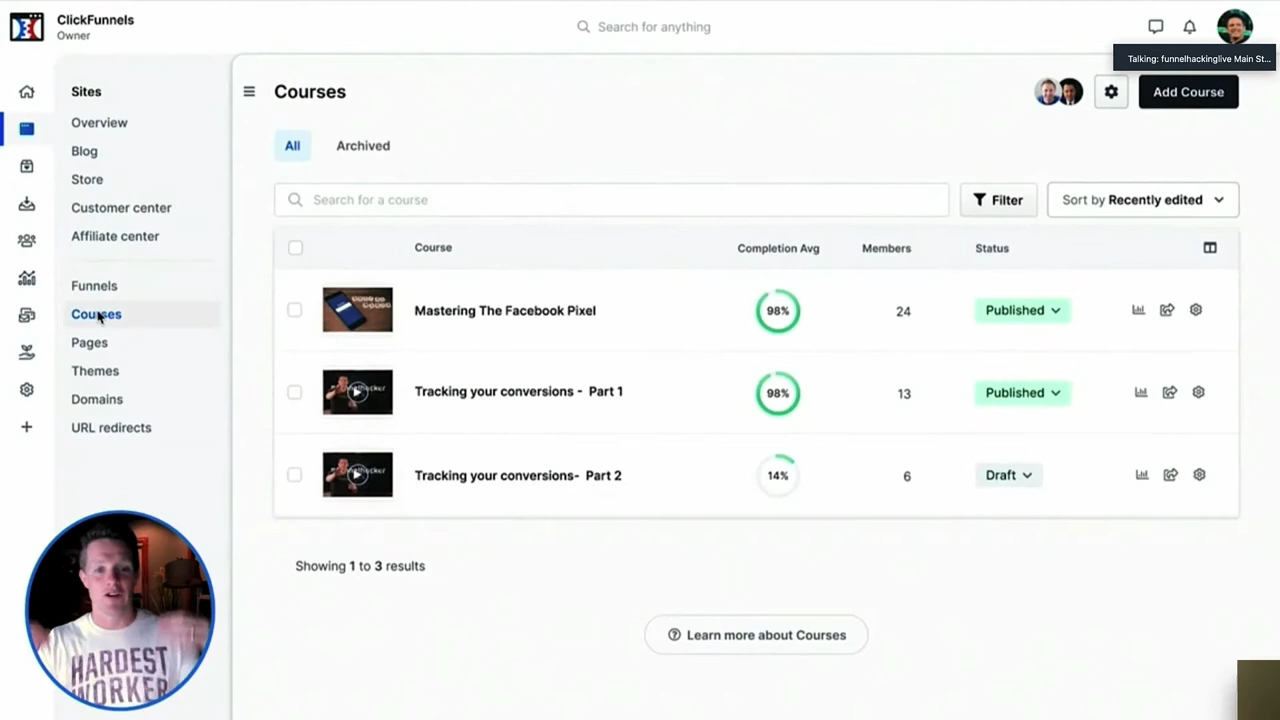 ClickFunnels
Owner
Search for anything
Talking: funnelhackinglive Main St...
Sites
Overview
Blog
Store
Customer center
Affiliate center
Funnels
Courses
Pages
Themes
Domains
URL redirects
Courses
Add Course
All
Archived
Search for a course
Filter
Sort by Recently edited
Course
Completion Avg
Members
Status
Mastering The Facebook Pixel
98%
24
Published
Tracking your conversions - Part 1
98%
13
Published
Tracking your conversions- Part 2
14%
6
Draft
Showing 1 to 3 results
Learn more about Courses
HARDEST
WORKER